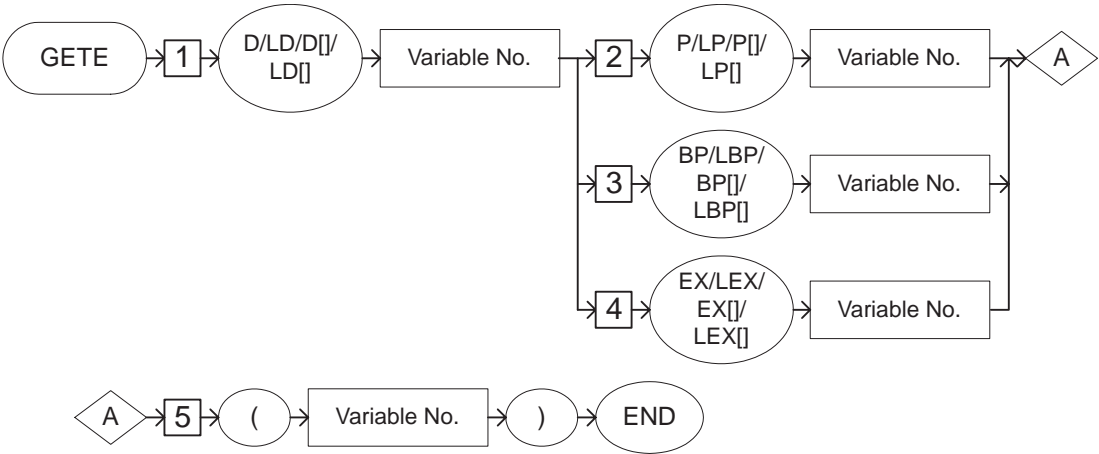 GETE
1
D/LD/D[]/
LD[]
Variable No.
2
P/LP/P[]/
LP[]
Variable No.
A
3
BP/LBP/
BP[]/
LBP[]
Variable No.
4
EX/LEX/
EX[]/
LEX[]
Variable No.
A
5
(
Variable No.
)
END